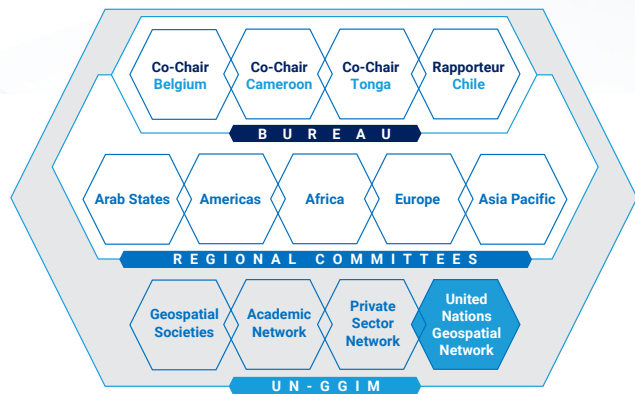 Co-Chair
Belgium
Co-Chair
Cameroon
Co-Chair
Tonga
Rapporteur
Chile
BUREAU
Arab States
Americas
Africa
Europe
Asia Pacific
REGIONAL COMMITTEES
Geospatial
Societies
Academic
Network
Private
Sector
Network
United
Nations
Geospatial
Network
UN-GGIM